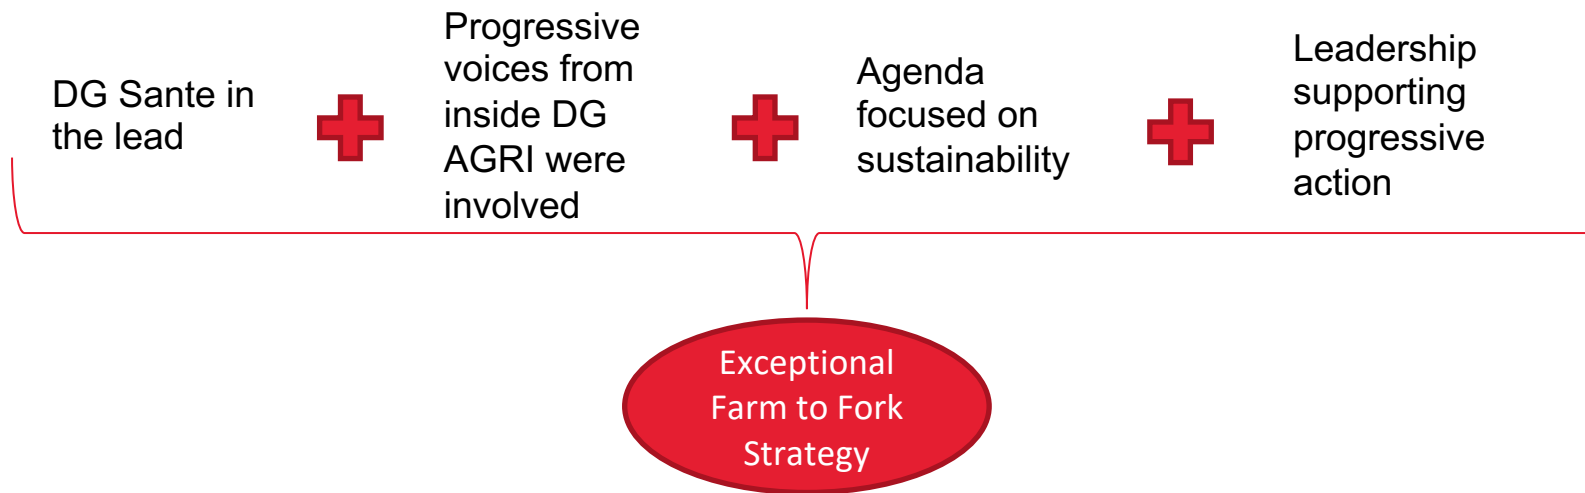 DG Sante in
the lead
Progressive
voices from
inside DG
AGRI were
involved
Agenda
focused on
sustainability
Leadership
supporting
progressive
action
Exceptional
Farm to Fork
Strategy